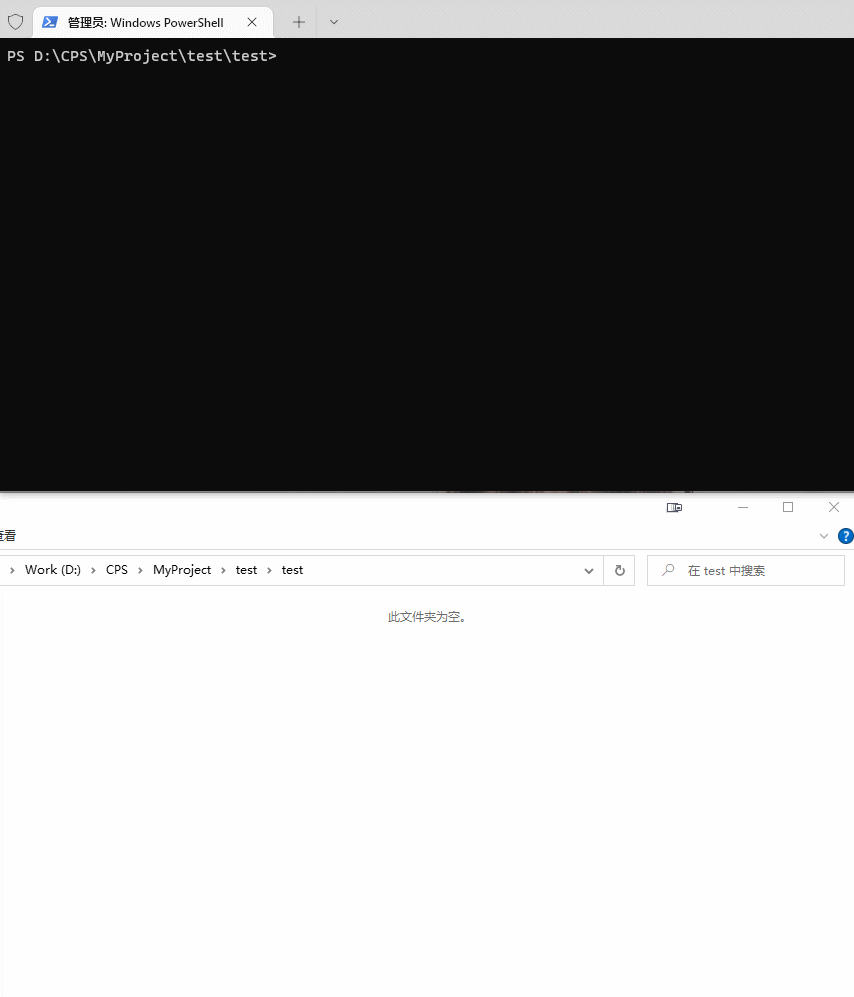 管理员: Windows PowerShell
PS D:\CPS\MyProject\test\test>
查看
?
Work (D:) > CPS > MyProject > test > test
在 test 中搜索
此文件夹为空。